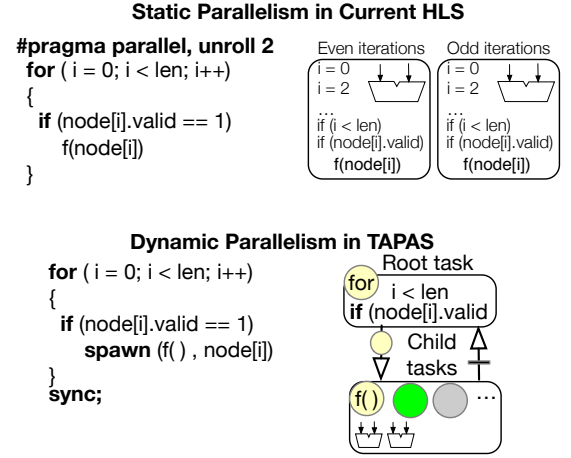 Static Parallelism in Current HLS
#pragma parallel, unroll 2
for ( i = 0; i < len; i++)
{
if (node[i].valid == 1)
f(node[i])
}
Even iterations
i = 0
i = 2
...
if (i < len)
if (node[i].valid)
f(node[i])
Odd iterations
i = 0
i = 2
...
if (i < len)
if (node[i].valid)
f(node[i])
Dynamic Parallelism in TAPAS
for ( i = 0; i < len; i++)
{
if (node[i].valid == 1)
spawn (f( ) , node[i])
}
sync;
Root task
for
i < len
if (node[i].valid
Child
tasks
f( )
...